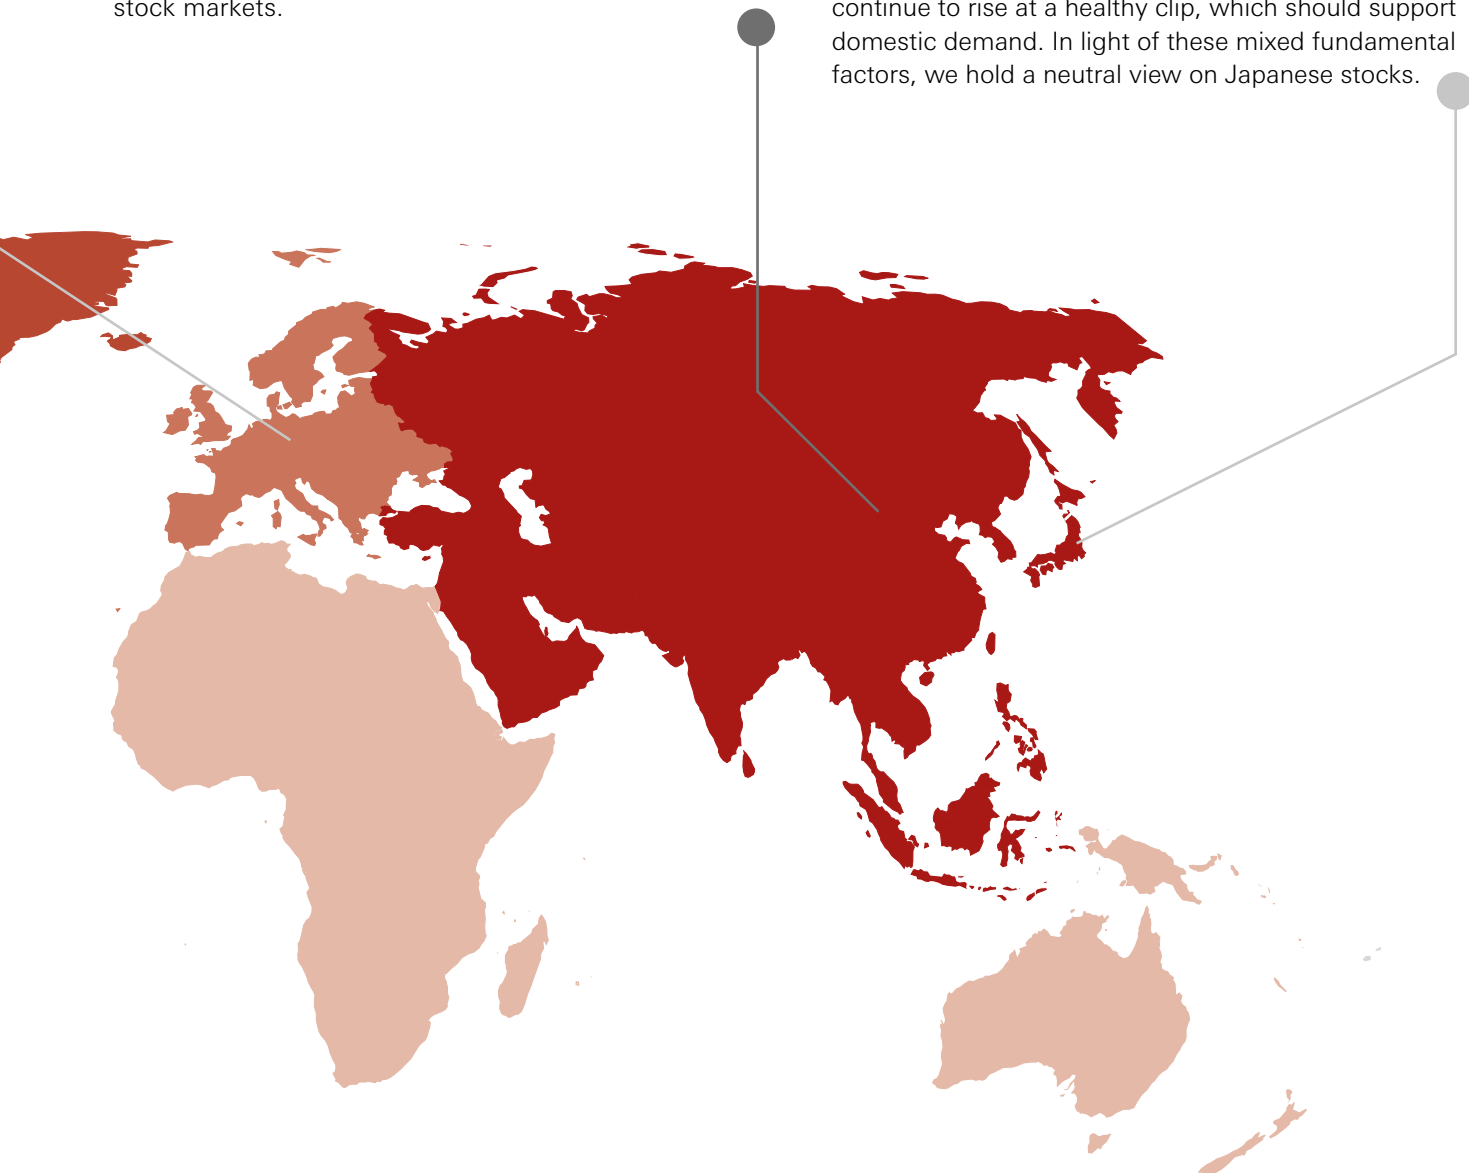 stock markets.
continue to rise at a healthy clip, which should support
domestic demand. In light of these mixed fundamental
factors, we hold a neutral view on Japanese stocks.